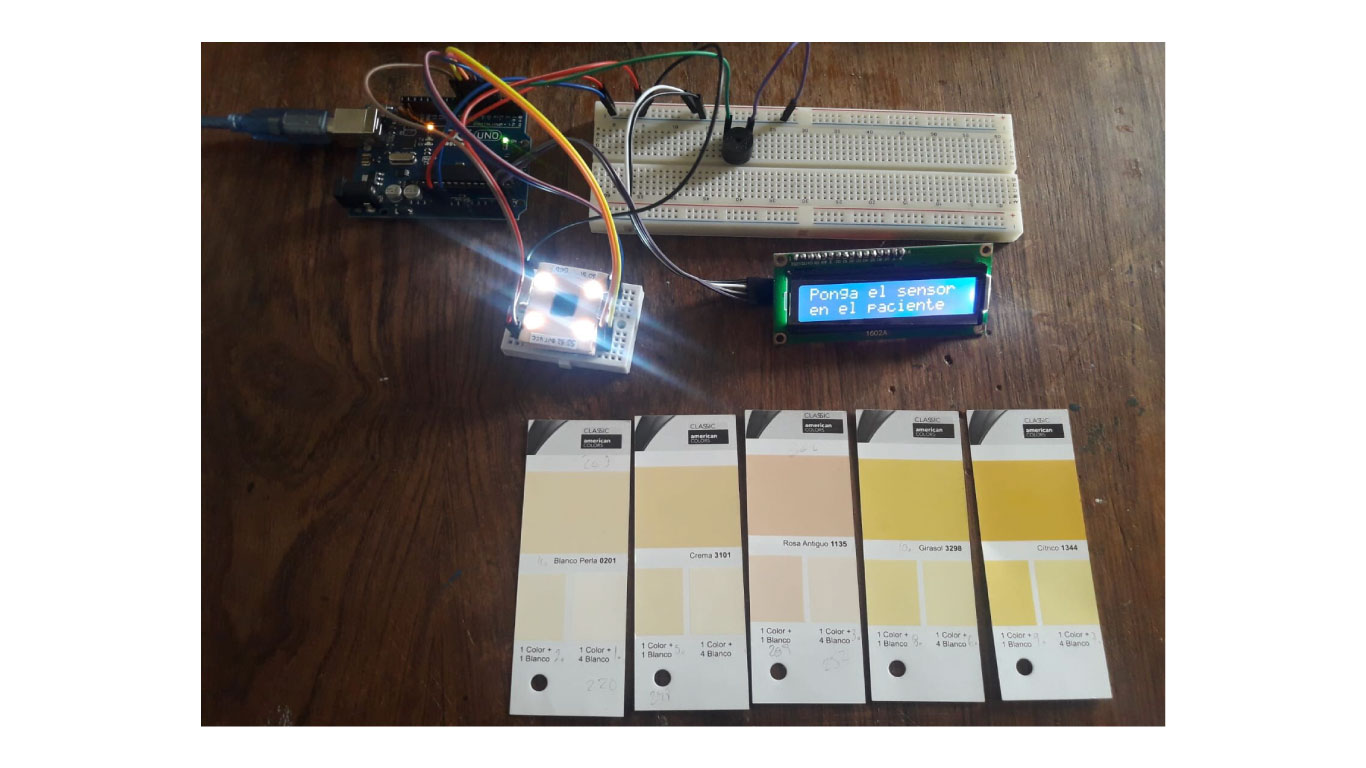 UNO
Ponga el sensor
en el paciente
1602A
CLASSIC
american
COLORS
Blanco Perla 0201
1 Color +
1 Blanco
1 Color +
4 Blanco
220
CLASSIC
american
COLORS
Crema 3101
1 Color +
1 Blanco
1 Color +
4 Blanco
CLASSIC
american
COLORS
Rosa Antiguo 1135
1 Color +
1 Blanco
1 Color +
4 Blanco
CLASSIC
american
COLORS
Girasol 3298
1 Color +
1 Blanco
1 Color +
4 Blanco
CLASSIC
american
COLORS
Cítrico 1344
1 Color +
1 Blanco
1 Color +
4 Blanco